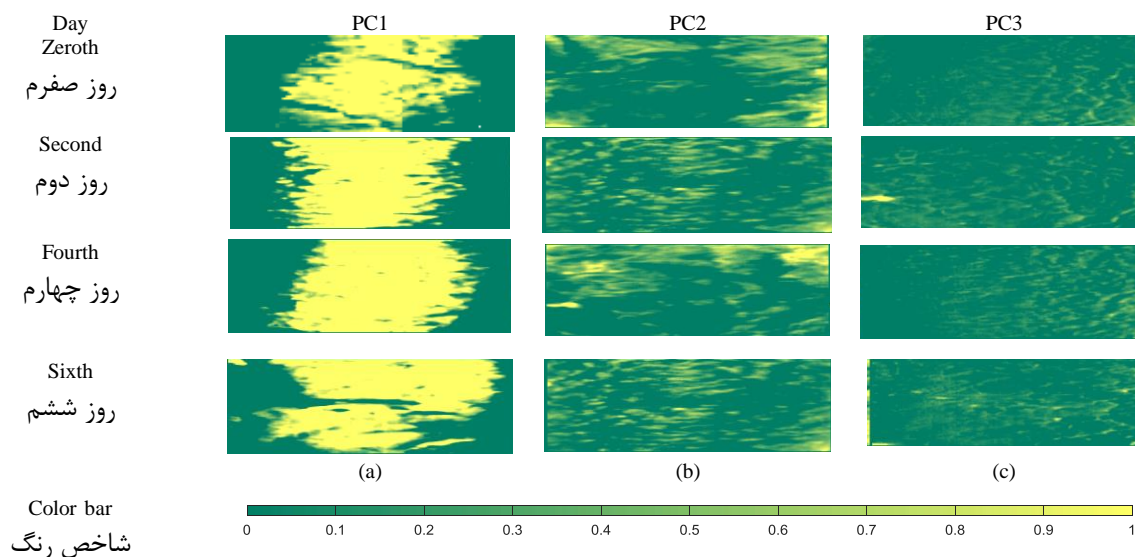 Day PC1 PC2 PC3
Zeroth
روز صفرم
Second
روز دوم
Fourth
روز چهارم
Sixth
روز ششم
(a) (b) (c)
Color bar
شاخص رنگ
0 0.1 0.2 0.3 0.4 0.5 0.6 0.7 0.8 0.9 1